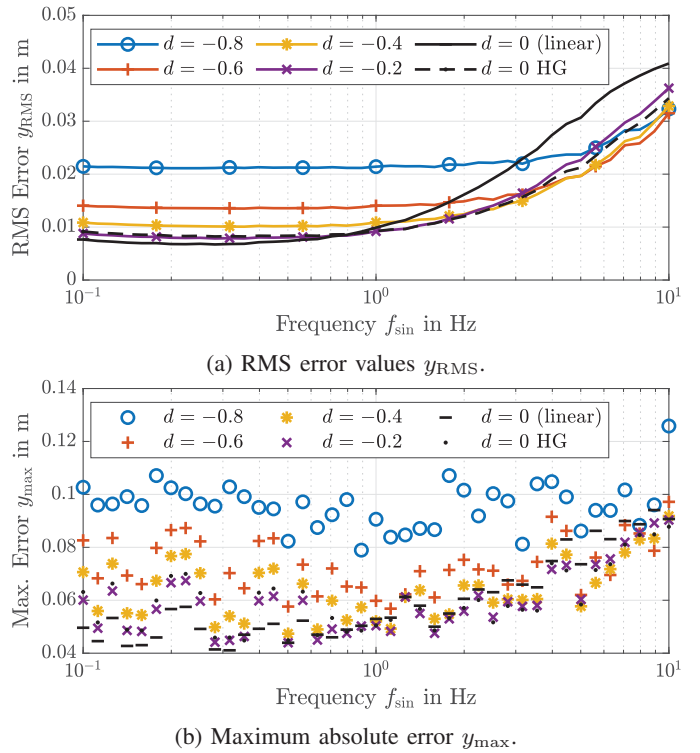 0.05
0.04
0.03
0.02
0.01
0
RMS Error y_RMS in m
d = −0.8 d = −0.4 d = 0 (linear)
d = −0.6 d = −0.2 d = 0 HG
10^−1 10^0 10^1
Frequency f_sin in Hz
(a) RMS error values y_RMS.
0.14
0.12
0.1
0.08
0.06
0.04
Max. Error y_max in m
d = −0.8 d = −0.4 d = 0 (linear)
d = −0.6 d = −0.2 d = 0 HG
10^−1 10^0 10^1
Frequency f_sin in Hz
(b) Maximum absolute error y_max.